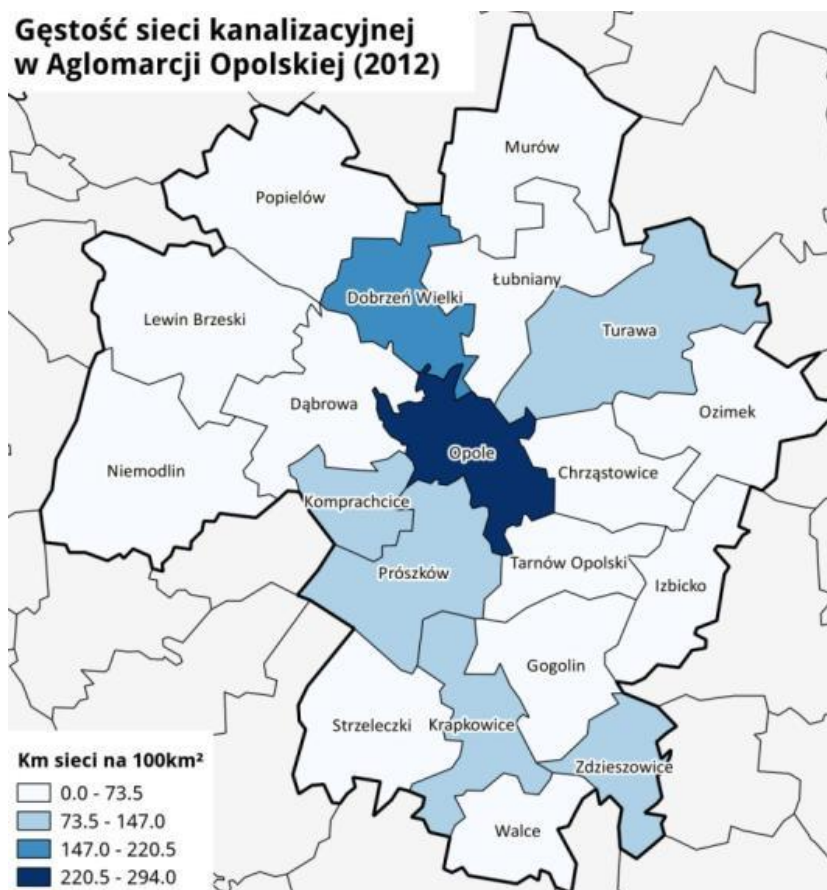 Gęstość sieci kanalizacyjnej
w Aglomarcji Opolskiej (2012)
Murów
Popielów
Łubniany
Dobrzeń Wielki
Lewin Brzeski
Turawa
Dąbrowa
Ozimek
Opole
Niemodlin
Chrząstowice
Komprachcice
Tarnów Opolski
Prószków
Izbicko
Gogolin
Strzeleczki
Krapkowice
Zdzieszowice
Walce
Km sieci na 100km²
0.0 - 73.5
73.5 - 147.0
147.0 - 220.5
220.5 - 294.0